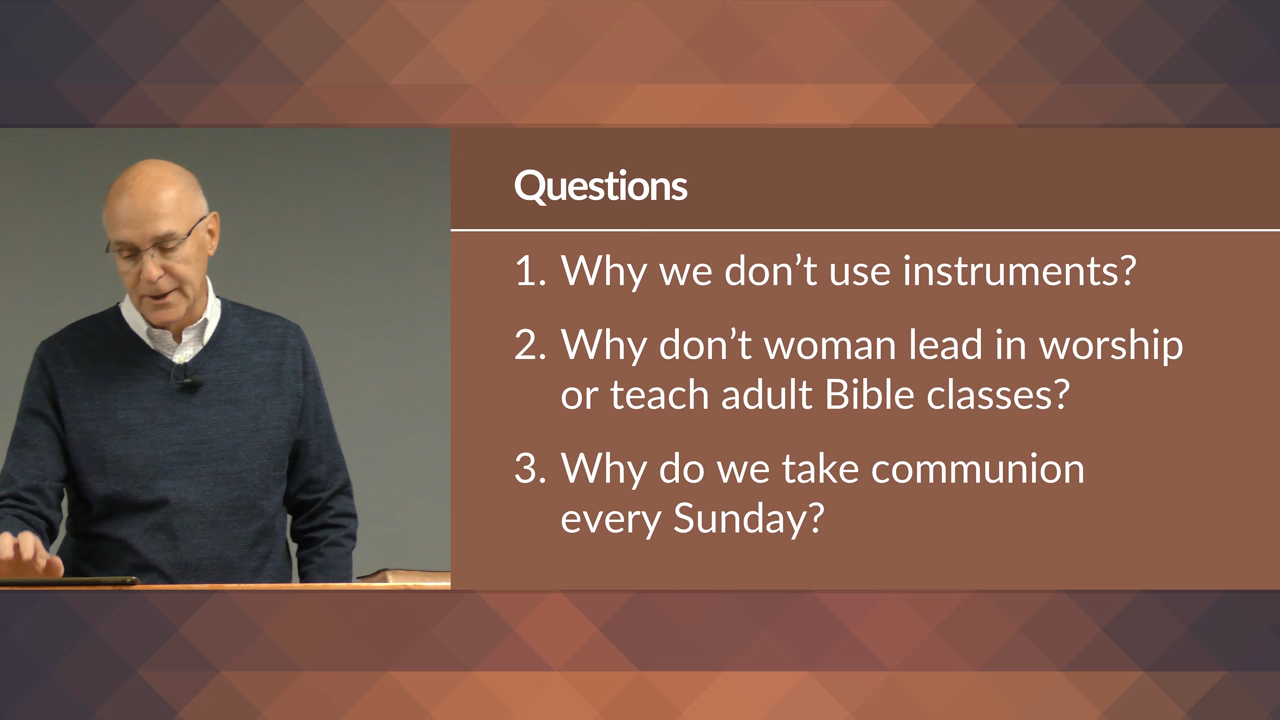 Questions
1. Why we don’t use instruments?
2. Why don’t woman lead in worship
or teach adult Bible classes?
3. Why do we take communion
every Sunday?